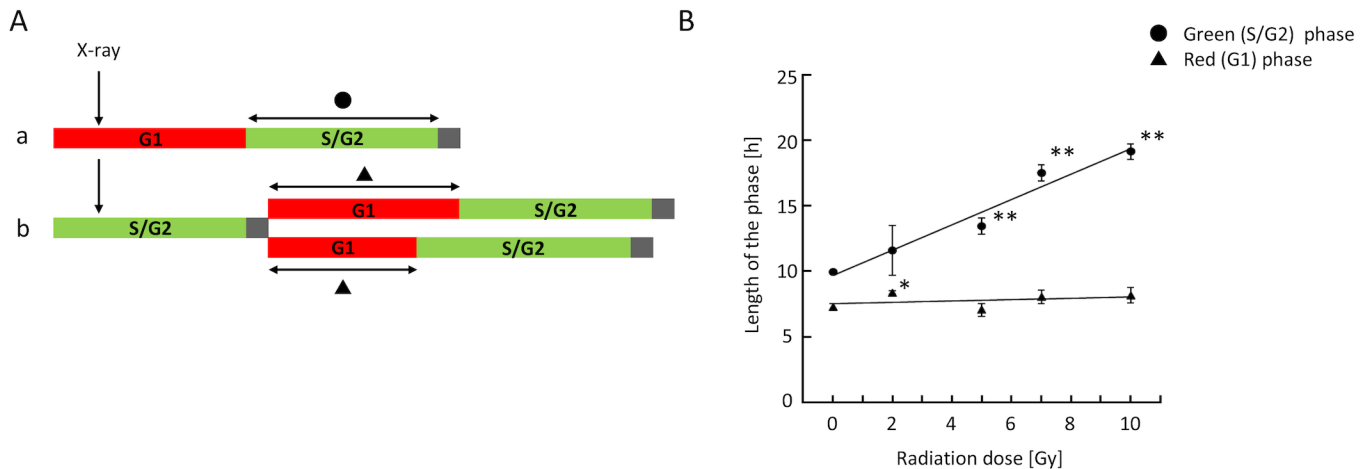 A
X-ray
a
G1
S/G2
b
S/G2
G1
S/G2
G1
S/G2
B
Green (S/G2) phase
Red (G1) phase
Length of the phase [h]
25
20
15
10
5
0
**
**
**
*
0 2 4 6 8 10
Radiation dose [Gy]